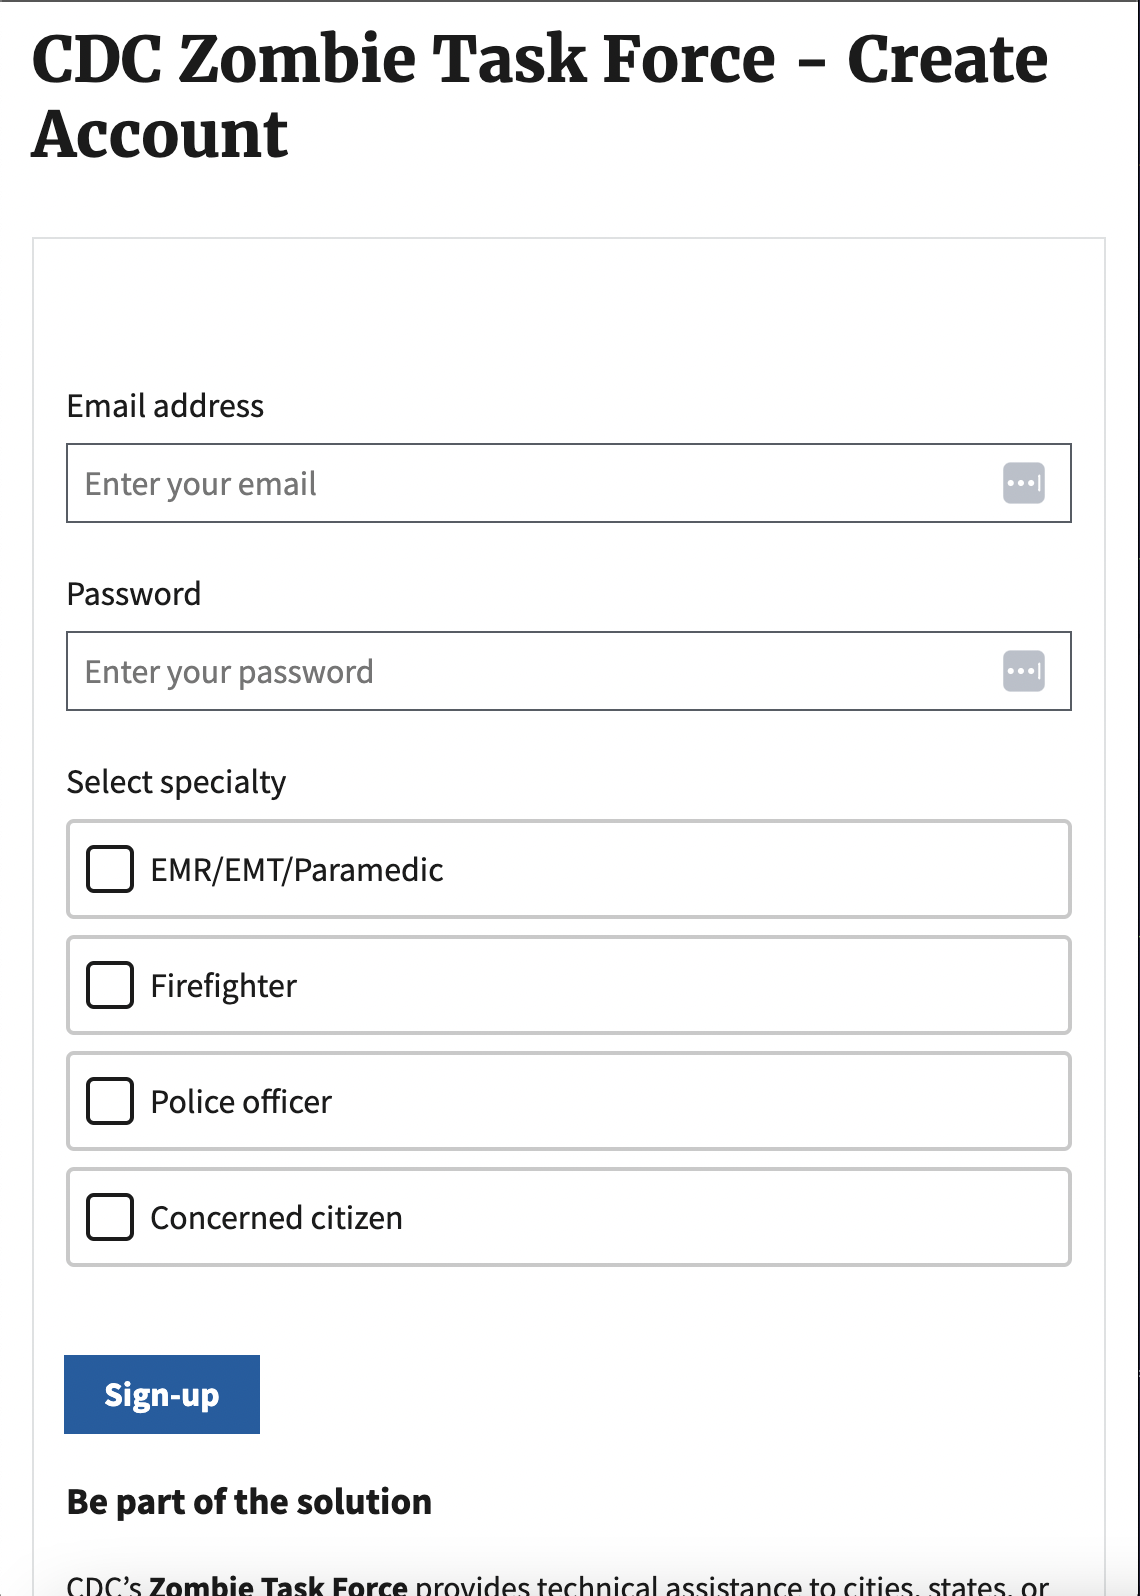 CDC Zombie Task Force - Create
Account
Email address
Enter your email
Password
Enter your password
Select specialty
EMR/EMT/Paramedic
Firefighter
Police officer
Concerned citizen
Sign-up
Be part of the solution
CDC's Zombie Task Force provides technical assistance to cities, states, or